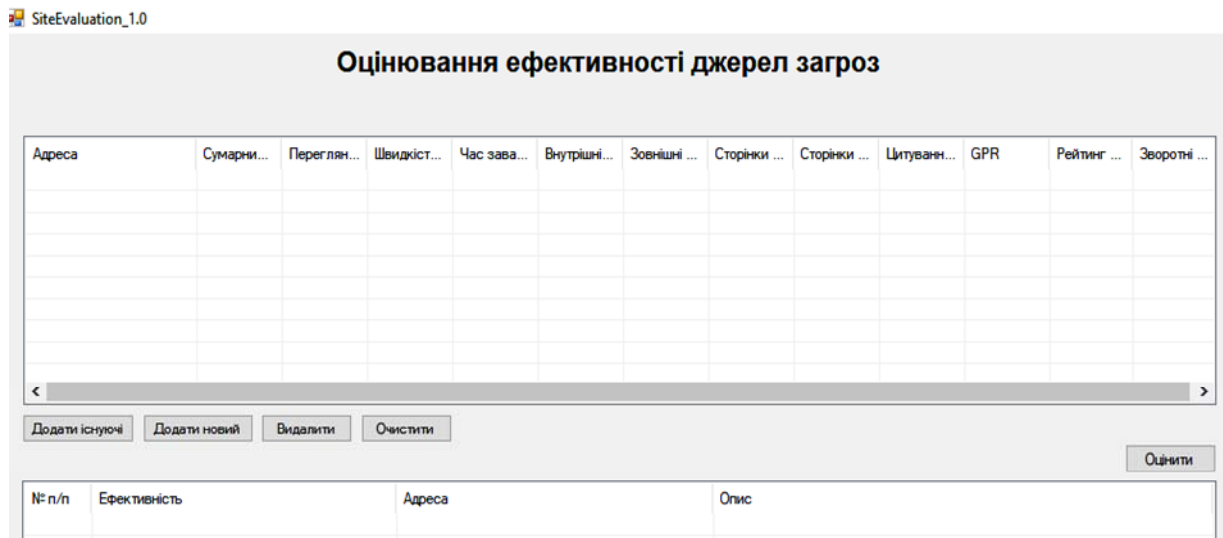 SiteEvaluation_1.0
Оцінювання ефективності джерел загроз
Адреса Сумарни... Переглян... Швидкіст... Час зава... Внутрішні... Зовнішні ... Сторінки ... Сторінки ... Цитуванн... GPR Рейтинг ... Зворотні ...
Додати існуючі Додати новий Видалити Очистити
Оцінити
№ п/п Ефективність Адреса Опис